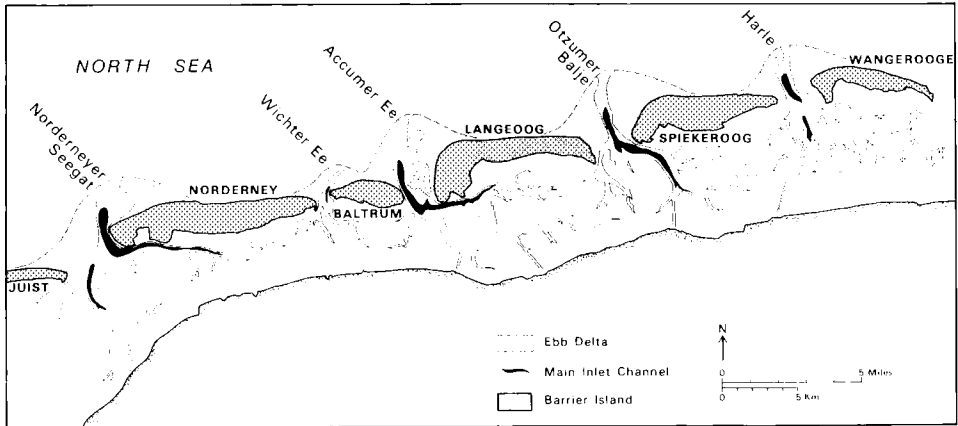 NORTH SEA
Norderneyer
Seegat
Wichter Ee
Accumer Ee
Otzumer
Balje
Harle
JUIST
NORDERNEY
BALTRUM
LANGEOOG
SPIEKEROOG
WANGEROOGE
Ebb Delta
Main Inlet Channel
Barrier Island
N
0 5 Miles
0 5 Km